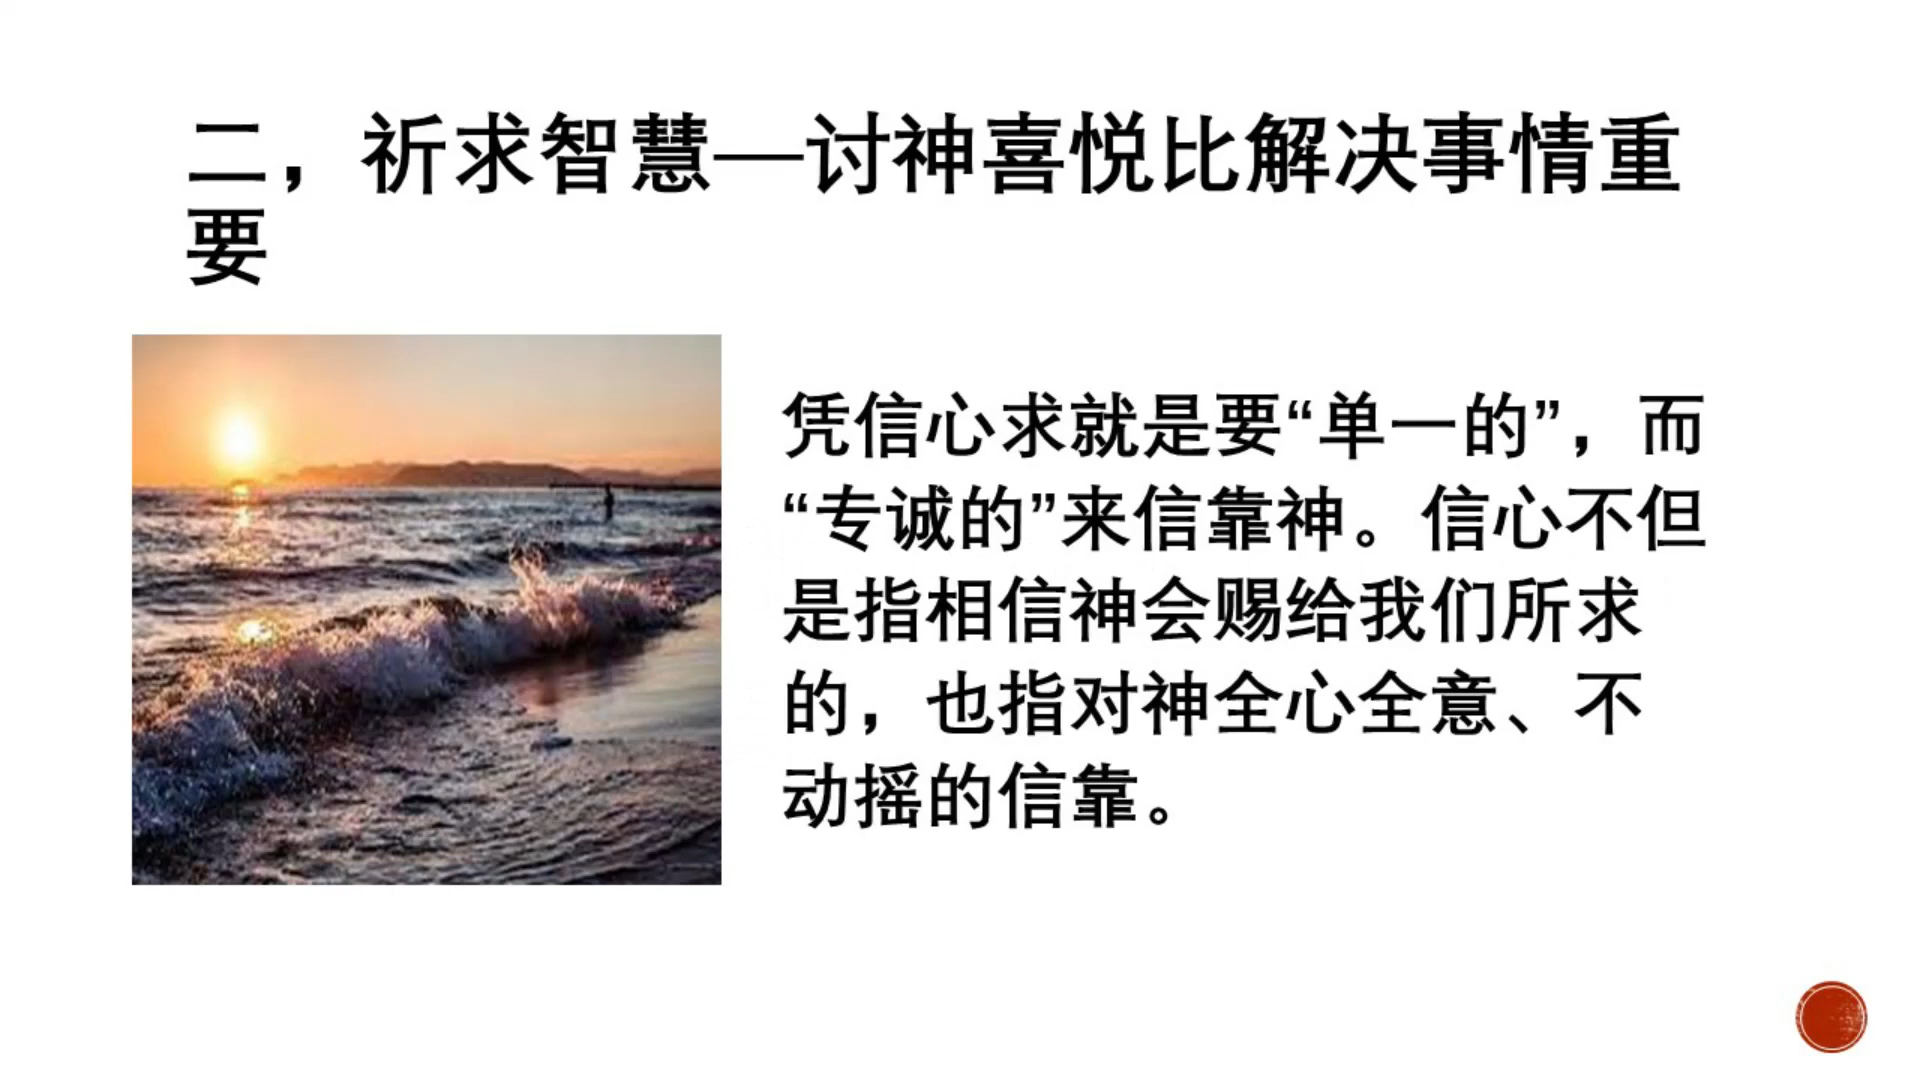 二，祈求智慧—讨神喜悦比解决事情重
要
凭信心求就是要“单一的”，而
“专诚的”来信靠神。信心不但
是指相信神会赐给我们所求
的，也指对神全心全意、不
动摇的信靠。